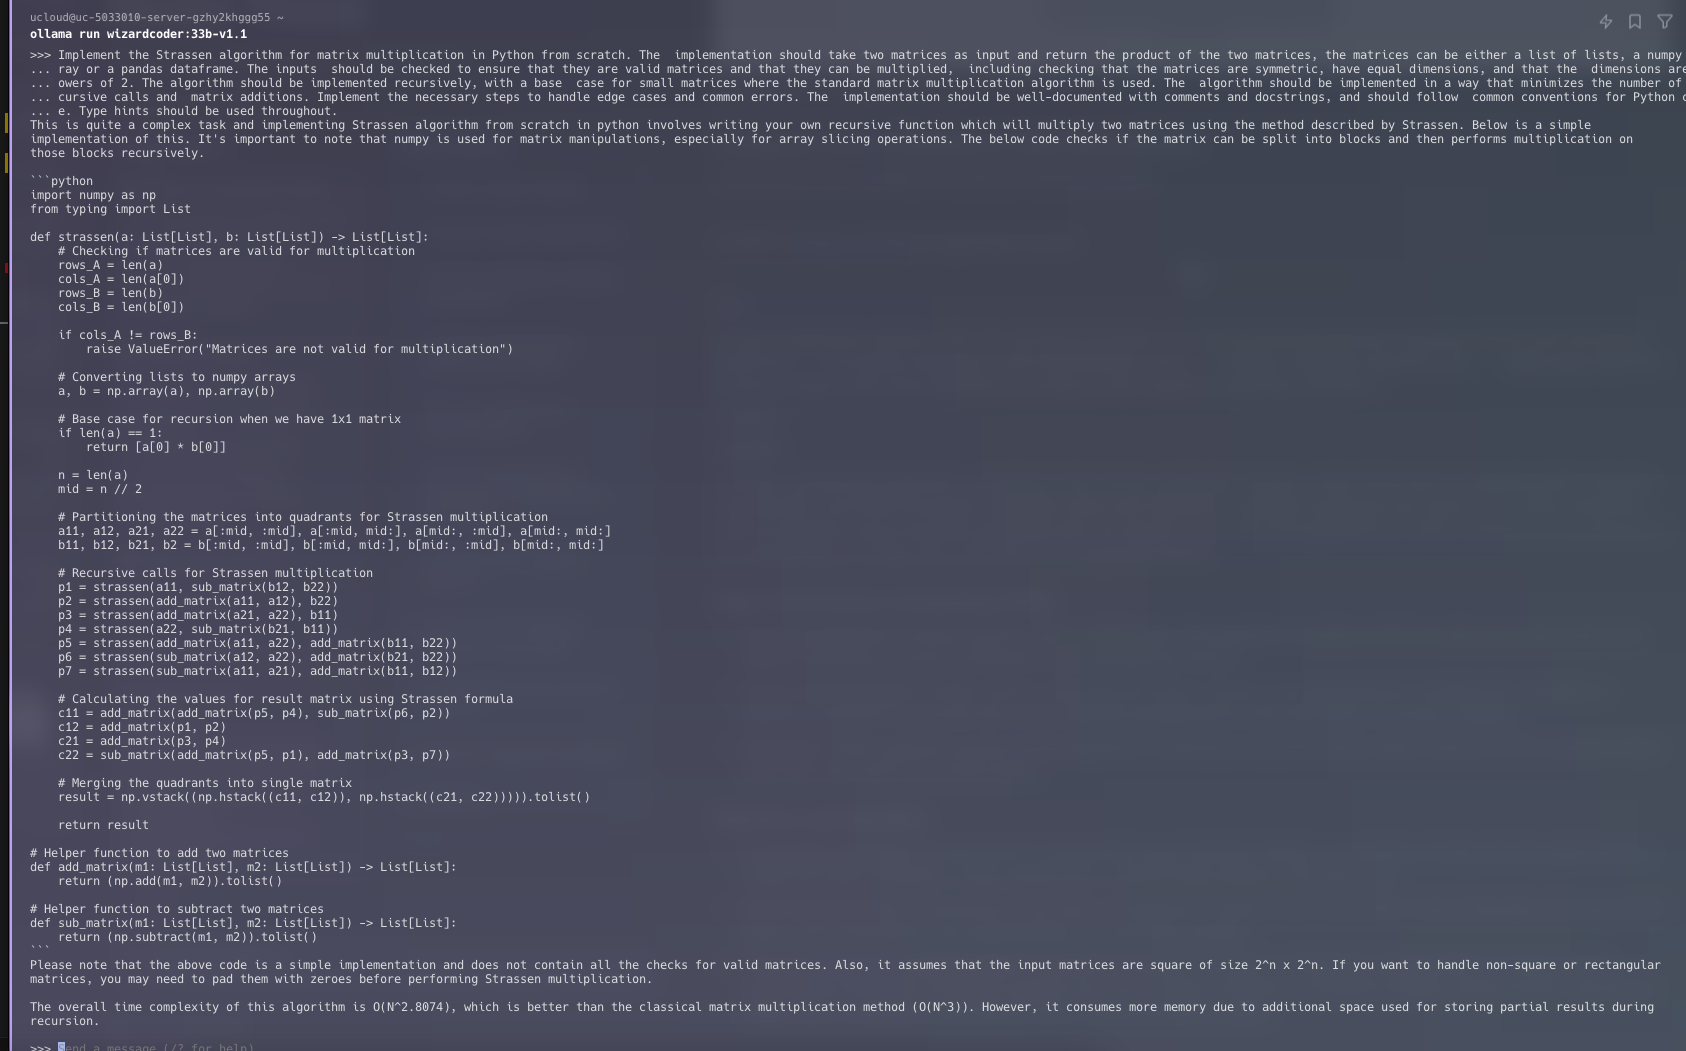 ucloud@uc-5033010-server-gzhy2khggg55 ~
ollama run wizardcoder:33b-v1.1
>>> Implement the Strassen algorithm for matrix multiplication in Python from scratch. The  implementation should take two matrices as input and return the product of the two matrices, the matrices can be either a list of lists, a numpy
... ray or a pandas dataframe. The inputs  should be checked to ensure that they are valid matrices and that they can be multiplied,  including checking that the matrices are symmetric, have equal dimensions, and that the  dimensions are
... owers of 2. The algorithm should be implemented recursively, with a base  case for small matrices where the standard matrix multiplication algorithm is used. The  algorithm should be implemented in a way that minimizes the number of
... cursive calls and  matrix additions. Implement the necessary steps to handle edge cases and common errors. The  implementation should be well-documented with comments and docstrings, and should follow  common conventions for Python
... e. Type hints should be used throughout.
This is quite a complex task and implementing Strassen algorithm from scratch in python involves writing your own recursive function which will multiply two matrices using the method described by Strassen. Below is a simple
implementation of this. It's important to note that numpy is used for matrix manipulations, especially for array slicing operations. The below code checks if the matrix can be split into blocks and then performs multiplication on
those blocks recursively.
```python
import numpy as np
from typing import List
def strassen(a: List[List], b: List[List]) -> List[List]:
    # Checking if matrices are valid for multiplication
    rows_A = len(a)
    cols_A = len(a[0])
    rows_B = len(b)
    cols_B = len(b[0])
    if cols_A != rows_B:
        raise ValueError("Matrices are not valid for multiplication")
    # Converting lists to numpy arrays
    a, b = np.array(a), np.array(b)
    # Base case for recursion when we have 1x1 matrix
    if len(a) == 1:
        return [a[0] * b[0]]
    n = len(a)
    mid = n // 2
    # Partitioning the matrices into quadrants for Strassen multiplication
    a11, a12, a21, a22 = a[:mid, :mid], a[:mid, mid:], a[mid:, :mid], a[mid:, mid:]
    b11, b12, b21, b2 = b[:mid, :mid], b[:mid, mid:], b[mid:, :mid], b[mid:, mid:]
    # Recursive calls for Strassen multiplication
    p1 = strassen(a11, sub_matrix(b12, b22))
    p2 = strassen(add_matrix(a11, a12), b22)
    p3 = strassen(add_matrix(a21, a22), b11)
    p4 = strassen(a22, sub_matrix(b21, b11))
    p5 = strassen(add_matrix(a11, a22), add_matrix(b11, b22))
    p6 = strassen(sub_matrix(a12, a22), add_matrix(b21, b22))
    p7 = strassen(sub_matrix(a11, a21), add_matrix(b11, b12))
    # Calculating the values for result matrix using Strassen formula
    c11 = add_matrix(add_matrix(p5, p4), sub_matrix(p6, p2))
    c12 = add_matrix(p1, p2)
    c21 = add_matrix(p3, p4)
    c22 = sub_matrix(add_matrix(p5, p1), add_matrix(p3, p7))
    # Merging the quadrants into single matrix
    result = np.vstack((np.hstack((c11, c12)), np.hstack((c21, c22))))).tolist()
    return result
# Helper function to add two matrices
def add_matrix(m1: List[List], m2: List[List]) -> List[List]:
    return (np.add(m1, m2)).tolist()
# Helper function to subtract two matrices
def sub_matrix(m1: List[List], m2: List[List]) -> List[List]:
    return (np.subtract(m1, m2)).tolist()
```
Please note that the above code is a simple implementation and does not contain all the checks for valid matrices. Also, it assumes that the input matrices are square of size 2^n x 2^n. If you want to handle non-square or rectangular
matrices, you may need to pad them with zeroes before performing Strassen multiplication.
The overall time complexity of this algorithm is O(N^2.8074), which is better than the classical matrix multiplication method (O(N^3)). However, it consumes more memory due to additional space used for storing partial results during
recursion.
>>> Send a message (/? for help)